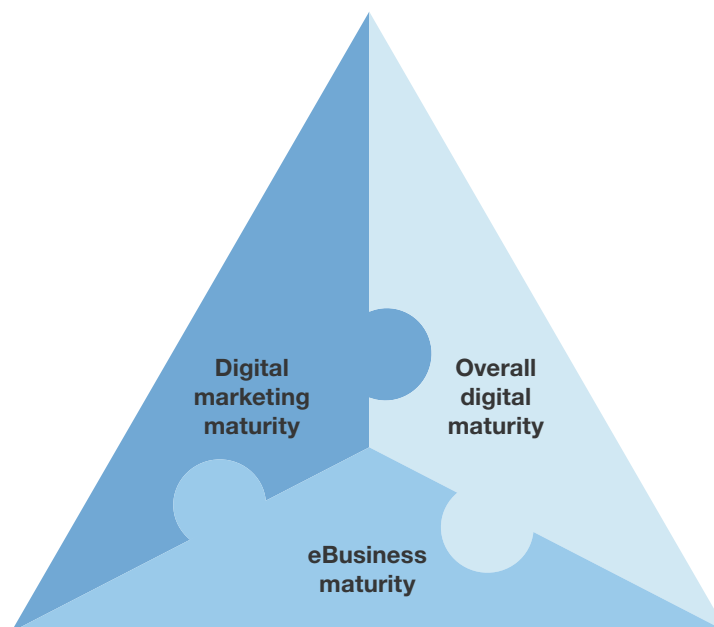 Digital
marketing
maturity
Overall
digital
maturity
eBusiness
maturity